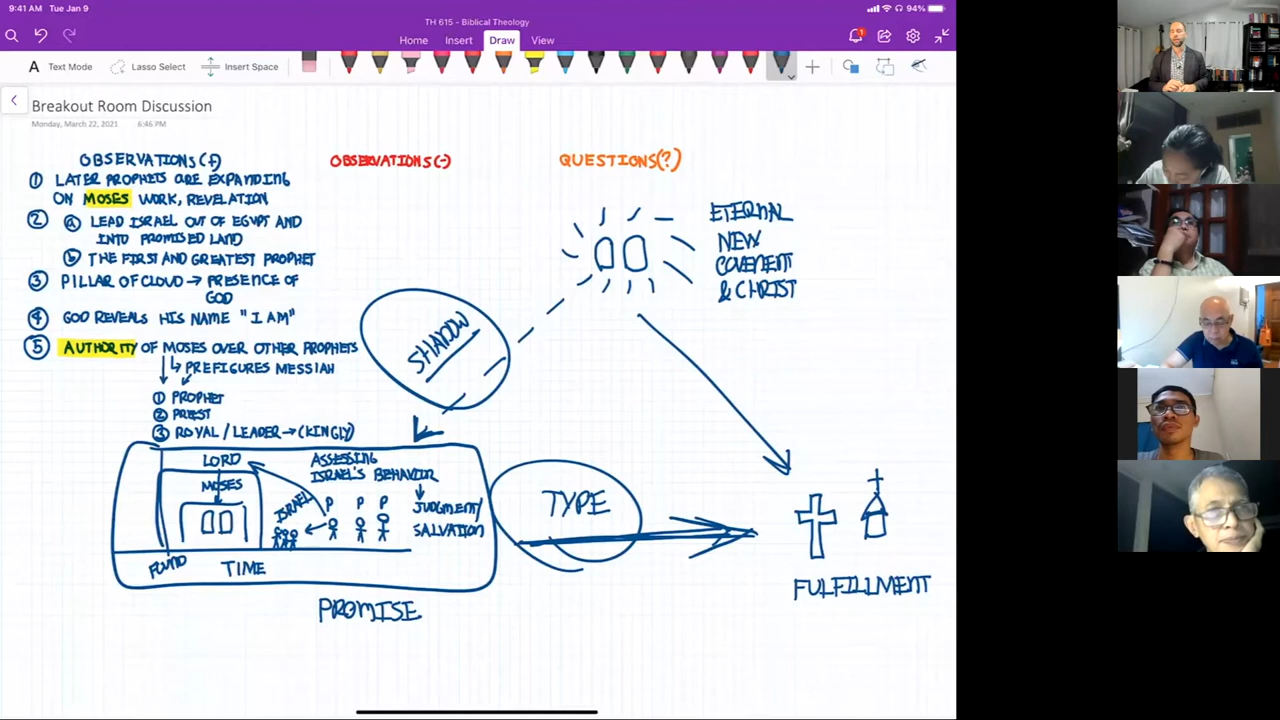 9:41 AM Tue Jan 9
94%
TH 615 - Biblical Theology
Home Insert Draw View
1
A Text Mode Lasso Select Insert Space
Breakout Room Discussion
Monday, March 22, 2021 6:46 PM
OBSERVATIONS(+)
① LATER PROPHETS ARE EXPANDING
ON MOSES WORK, REVELATION
② ⓐ LEAD ISRAEL OUT OF EGYPT AND
INTO PROMISED LAND
ⓑ THE FIRST AND GREATEST PROPHET
③ PILLAR OF CLOUD → PRESENCE OF
GOD
④ GOD REVEALS HIS NAME "I AM"
⑤ AUTHORITY OF MOSES OVER OTHER PROPHETS
↳ PREFIGURES MESSIAH
① PROPHET
② PRIEST
③ ROYAL / LEADER → (KINGLY)
LORD
MOSES
ISRAEL
P P P
ASSESSING
ISRAEL'S BEHAVIOR
JUDGMENT/
SALVATION
FOUND
TIME
PROMISE
OBSERVATIONS(-)
SHADOW
TYPE
QUESTIONS(?)
ETERNAL
NEW
COVENENT
& CHRIST
FULFILLMENT